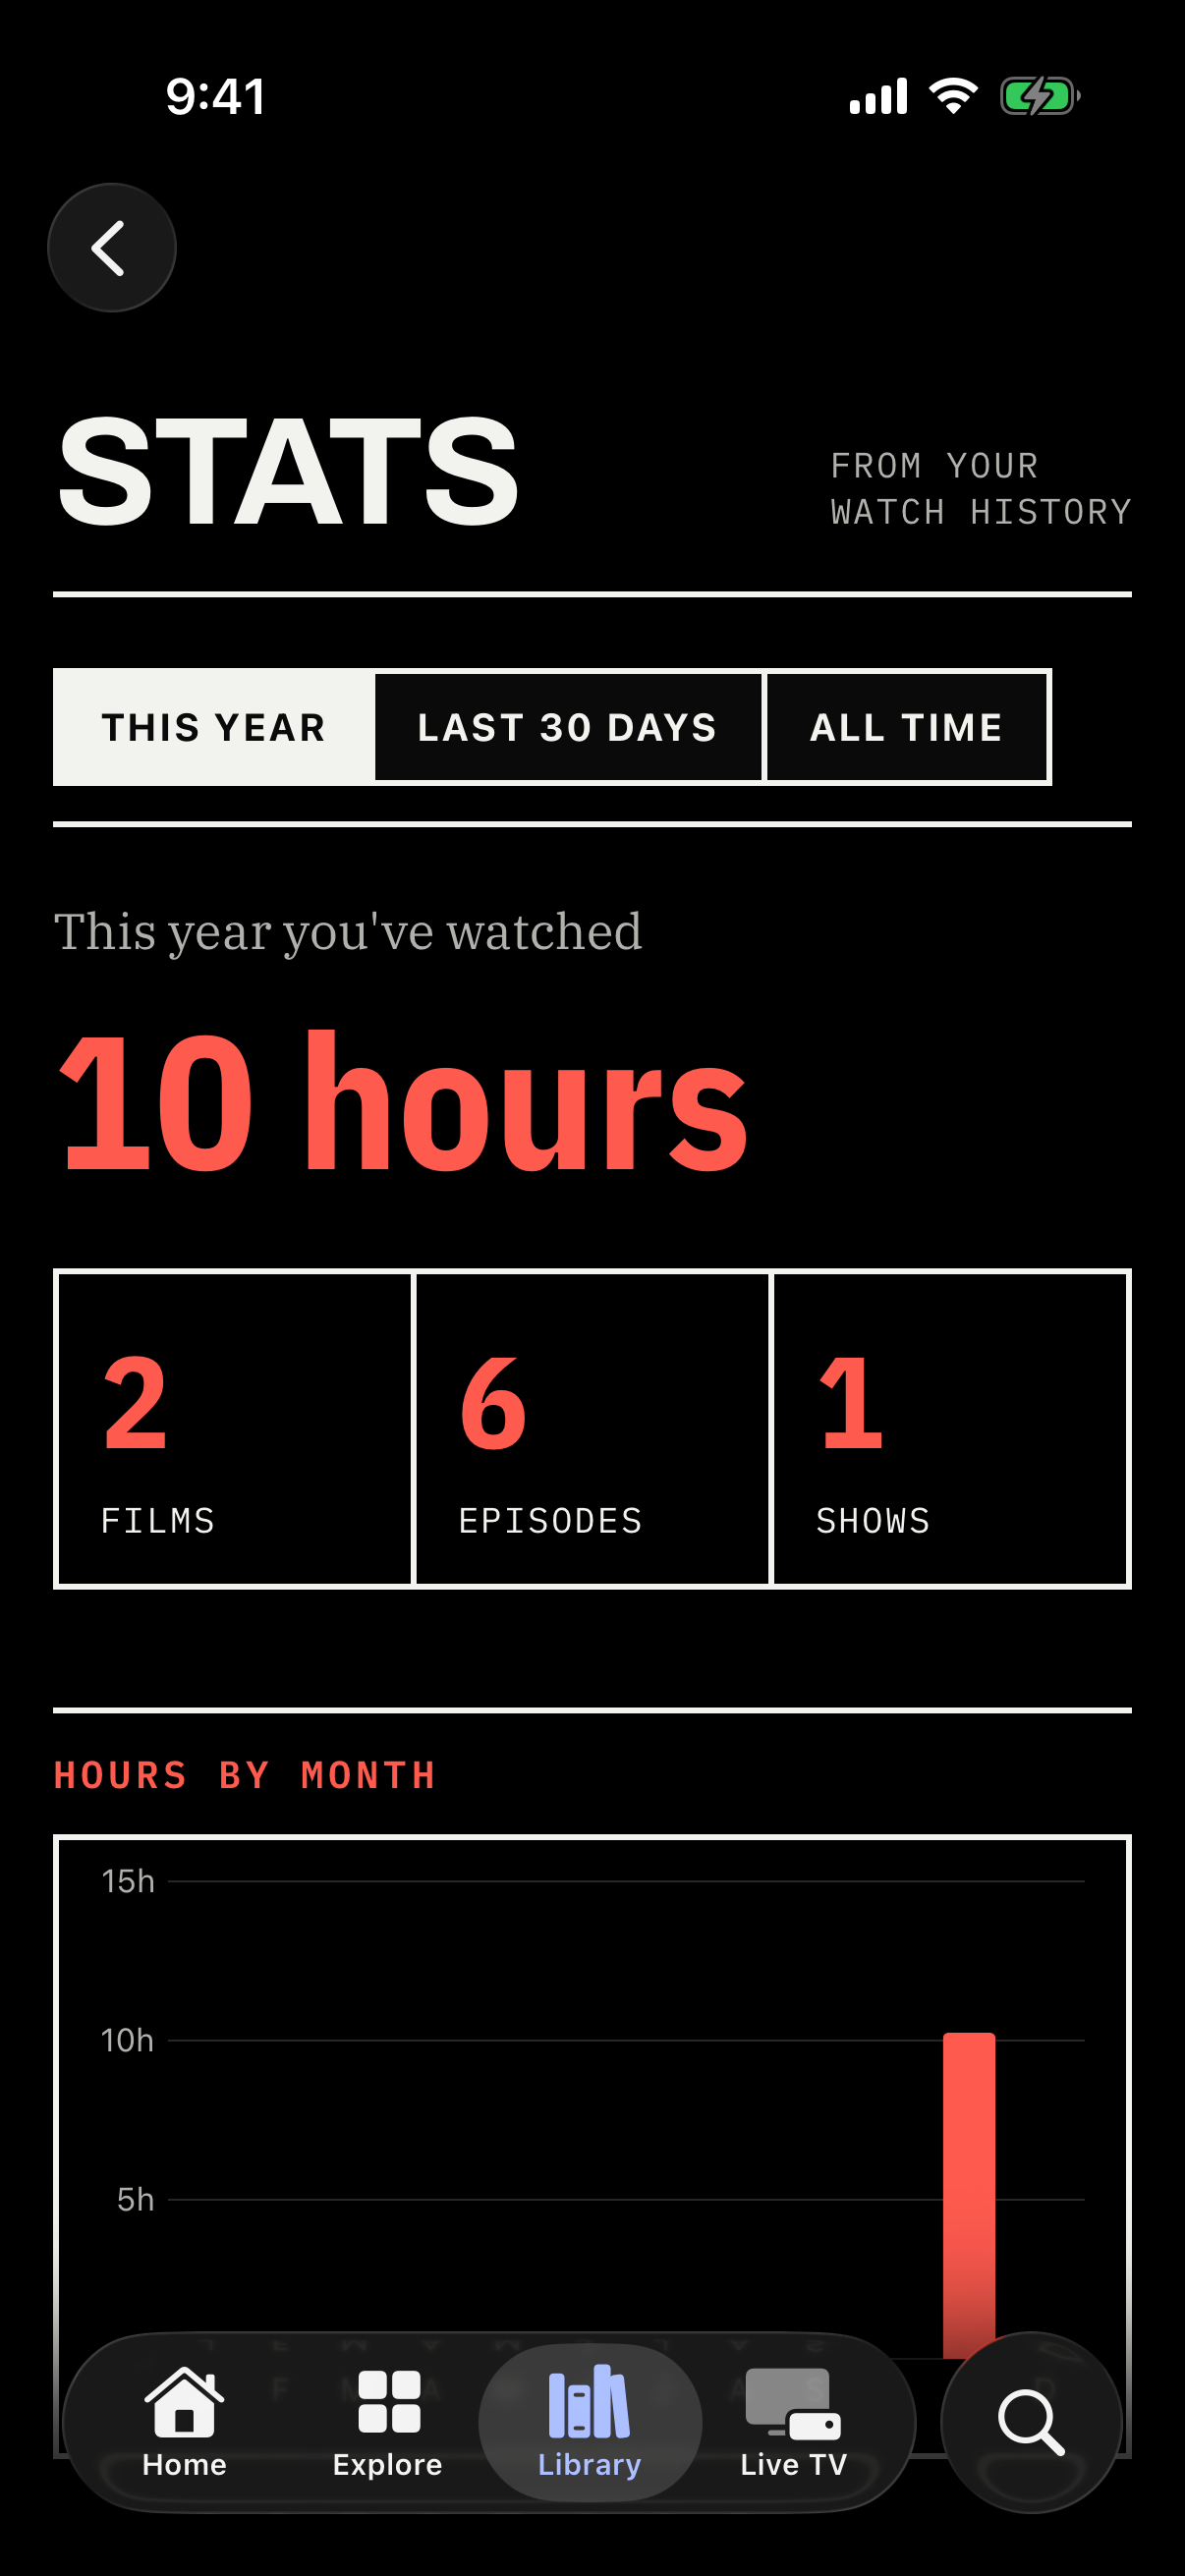 9:41
STATS
FROM YOUR
WATCH HISTORY
THIS YEAR
LAST 30 DAYS
ALL TIME
This year you've watched
10 hours
2
FILMS
6
EPISODES
1
SHOWS
HOURS BY MONTH
15h
10h
5h
Home
Explore
Library
Live TV